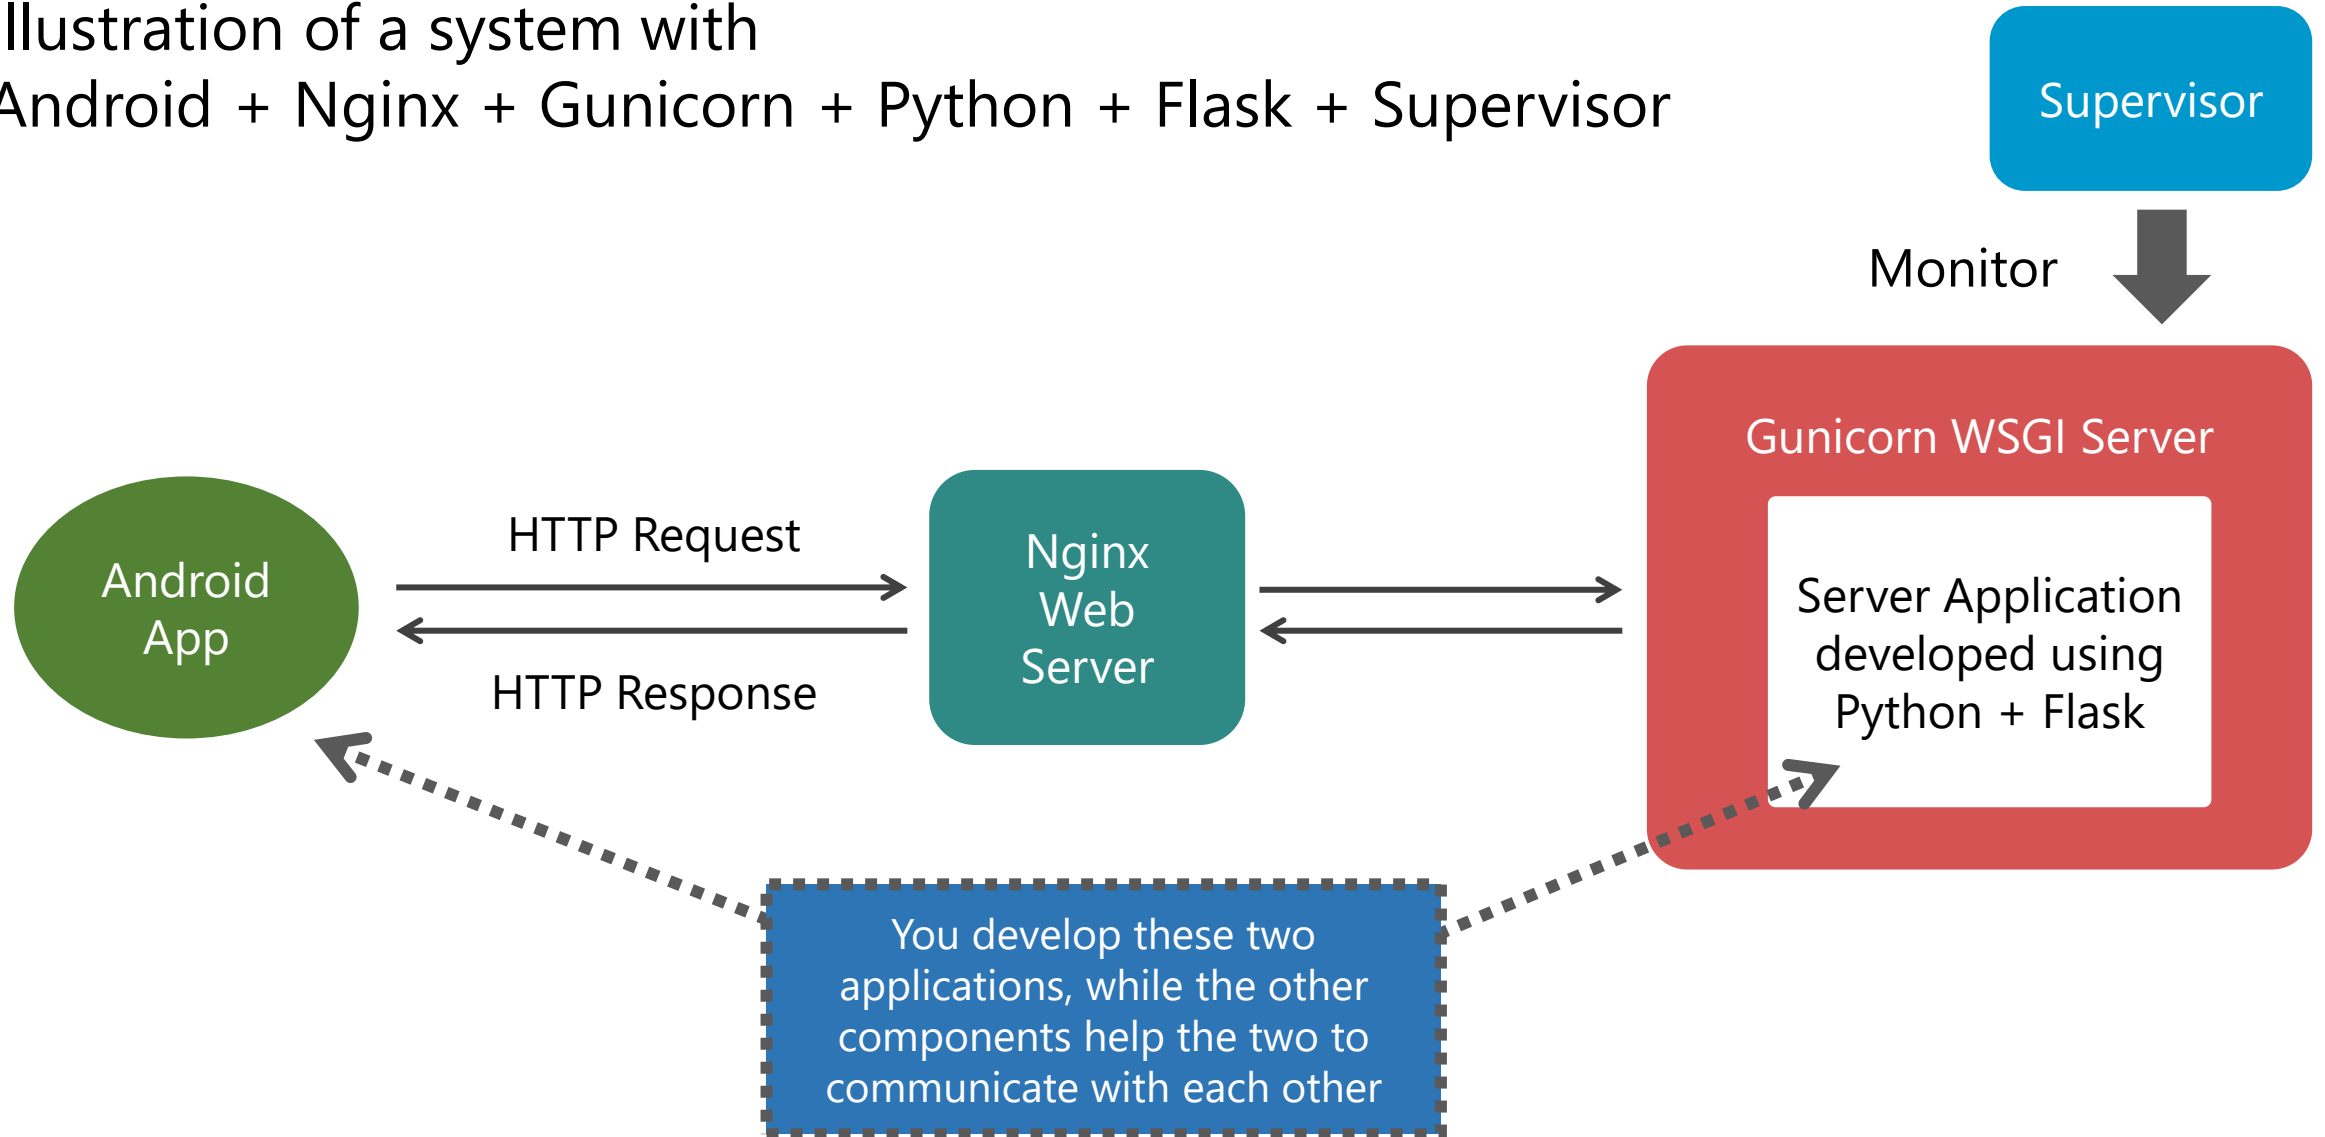 llustration of a system with
Android + Nginx + Gunicorn + Python + Flask + Supervisor
Supervisor
Monitor
Gunicorn WSGI Server
Server Application
developed using
Python + Flask
HTTP Request
HTTP Response
Android
App
Nginx
Web
Server
You develop these two
applications, while the other
components help the two to
communicate with each other